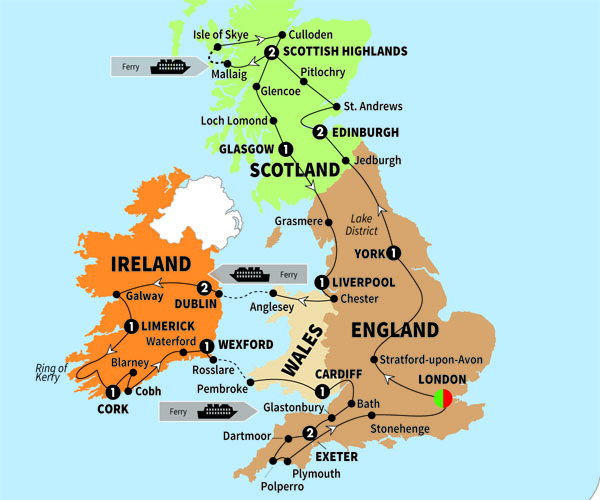 Isle of Skye
Culloden
2 SCOTTISH HIGHLANDS
Ferry
Mallaig
Pitlochry
Glencoe
St. Andrews
Loch Lomond
2 EDINBURGH
GLASGOW 1
Jedburgh
SCOTLAND
Grasmere
Lake
District
YORK 1
IRELAND
Ferry
1 LIVERPOOL
2
DUBLIN
Galway
Anglesey
Chester
1 LIMERICK
ENGLAND
Waterford
1 WEXFORD
WALES
Blarney
Rosslare
Stratford-upon-Avon
Ring of
Kerry
CARDIFF
LONDON
Pembroke
1
1
Cobh
CORK
Ferry
Glastonbury
Bath
Stonehenge
Dartmoor
2
EXETER
Plymouth
Polperro